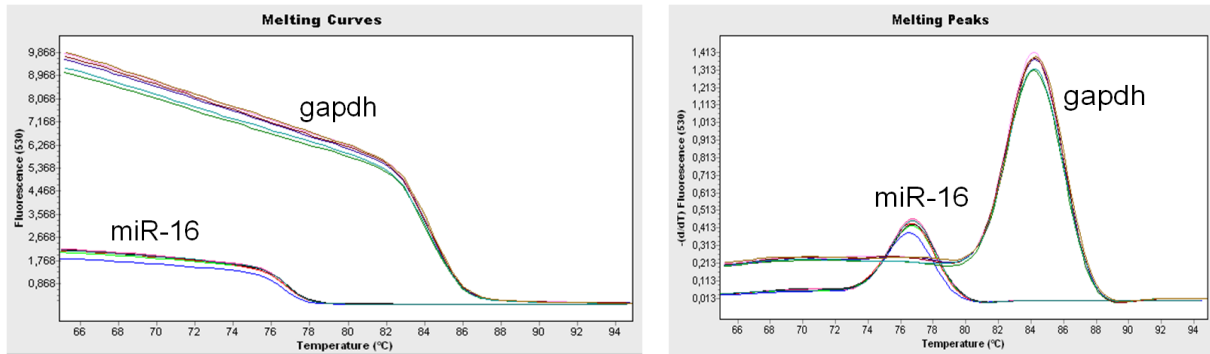 Melting Curves
9,868
8,968
8,068
7,168
6,268
5,368
4,468
3,568
2,668
1,768
0,868
Fluorescence (530)
gapdh
miR-16
66 68 70 72 74 76 78 80 82 84 86 88 90 92 94
Temperature (°C)
Melting Peaks
1,413
1,313
1,213
1,113
1,013
0,913
0,813
0,713
0,613
0,513
0,413
0,313
0,213
0,113
0,013
-(d/dT) Fluorescence (530)
gapdh
miR-16
66 68 70 72 74 76 78 80 82 84 86 88 90 92 94
Temperature (°C)